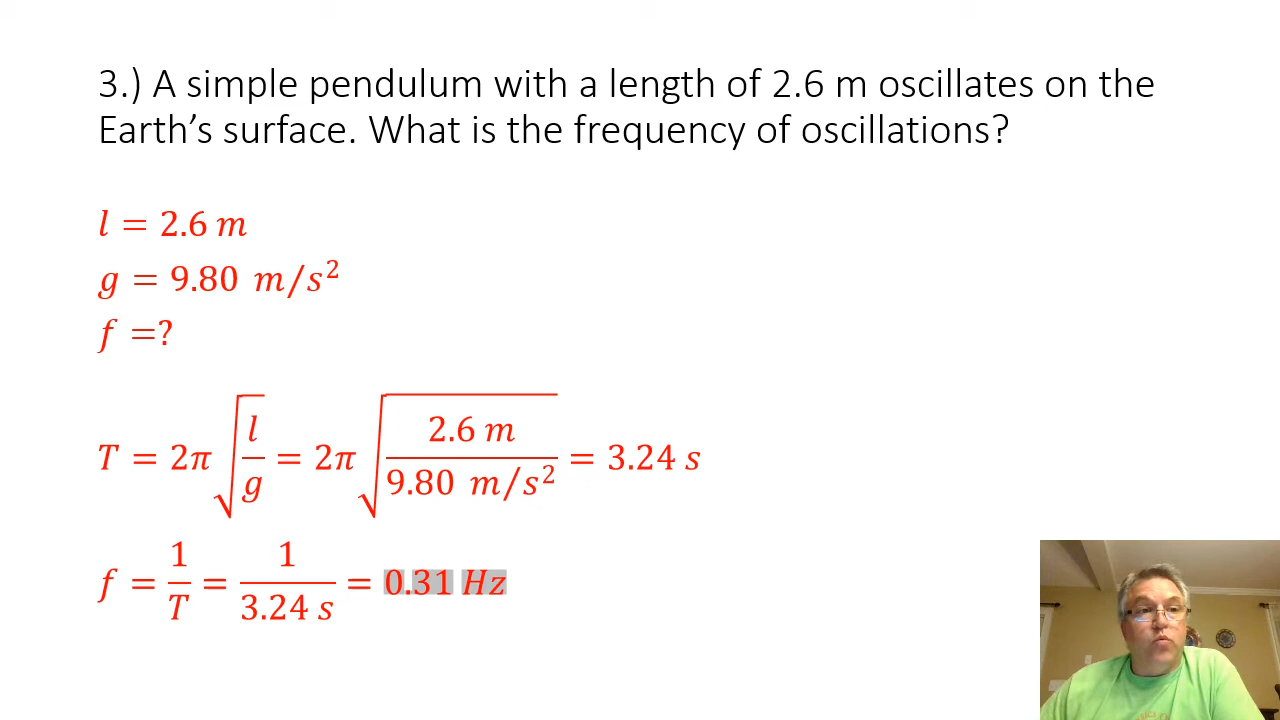 3.) A simple pendulum with a length of 2.6 m oscillates on the
Earth’s surface. What is the frequency of oscillations?
l = 2.6 m
g = 9.80 m/s²
f =?
T = 2π√(l/g) = 2π√(2.6 m/(9.80 m/s²)) = 3.24 s
f = 1/T = 1/(3.24 s) = 0.31 Hz